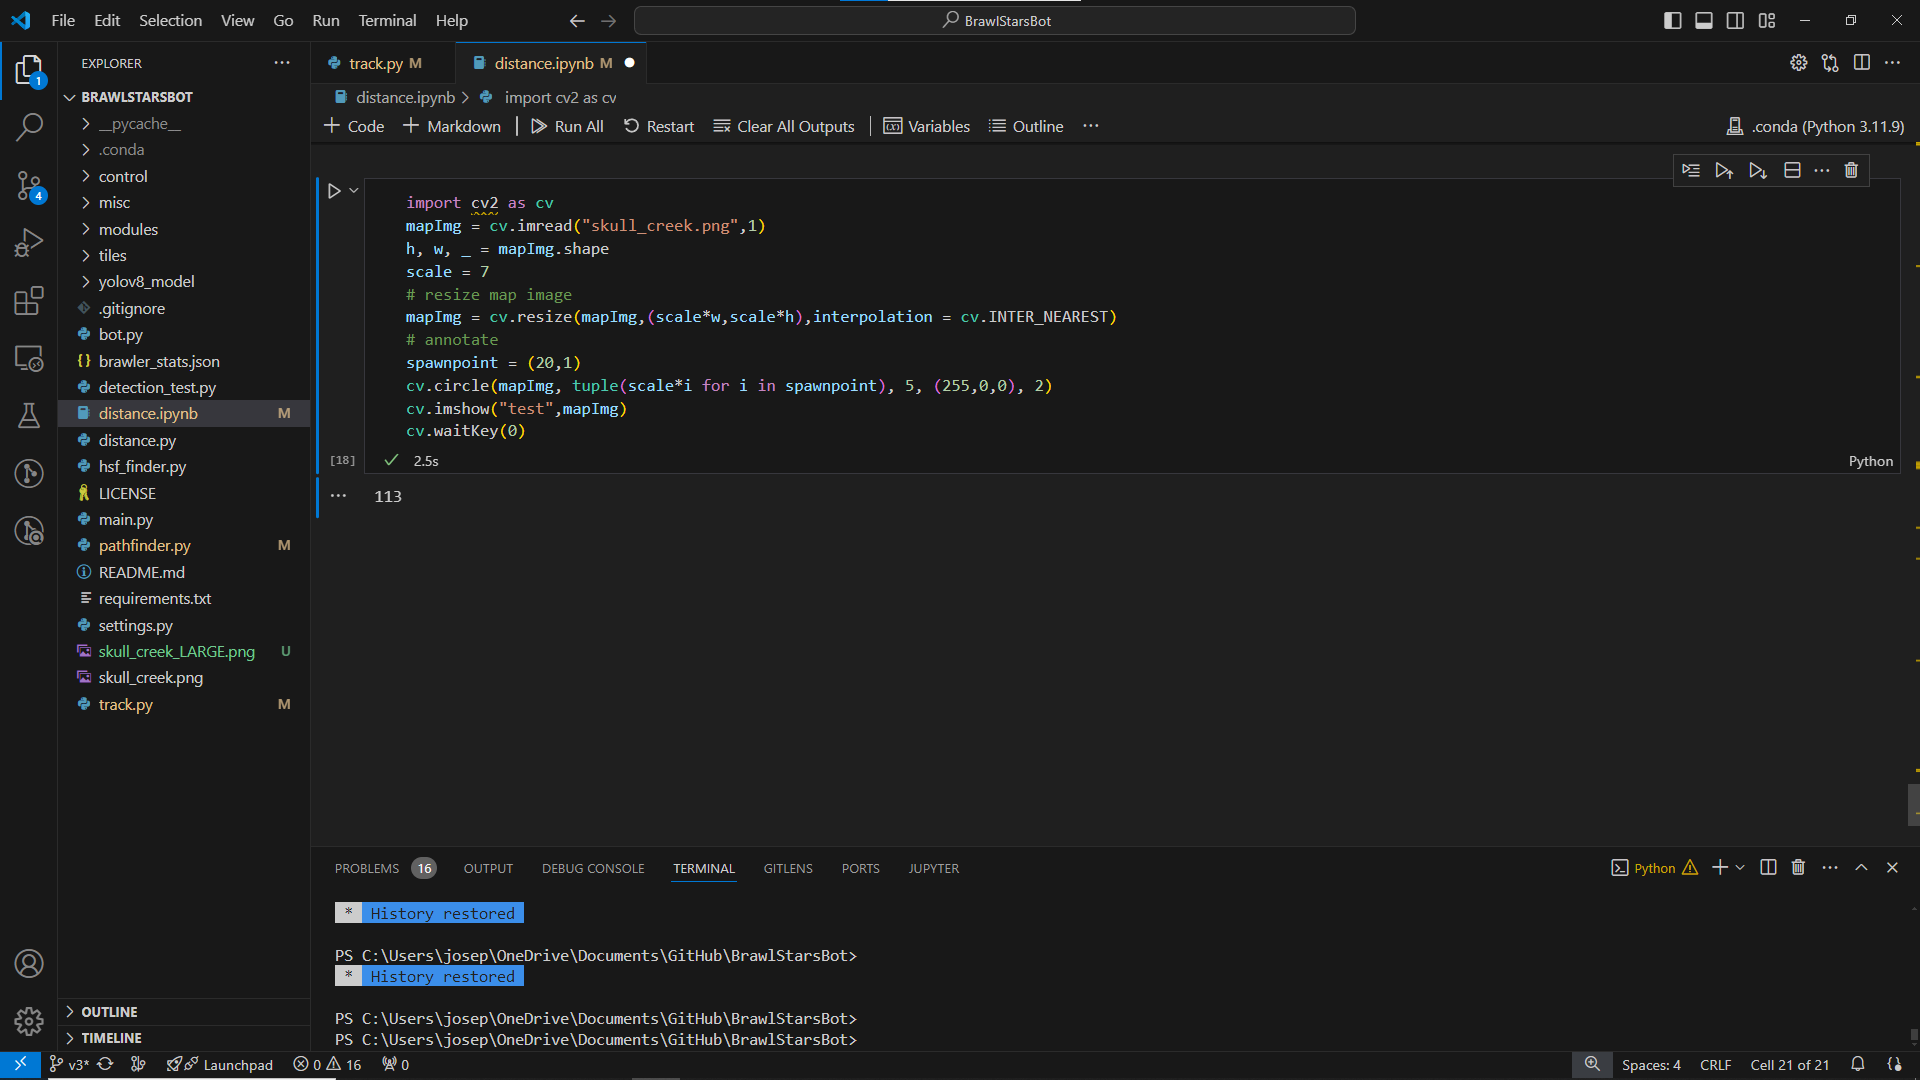 File Edit Selection View Go Run Terminal Help
BrawlStarsBot
EXPLORER
1
4
BRAWLSTARSBOT
__pycache__
.conda
control
misc
modules
tiles
yolov8_model
.gitignore
bot.py
brawler_stats.json
detection_test.py
distance.ipynb M
distance.py
hsf_finder.py
LICENSE
main.py
pathfinder.py M
README.md
requirements.txt
settings.py
skull_creek_LARGE.png U
skull_creek.png
track.py M
OUTLINE
TIMELINE
track.py M
distance.ipynb M
distance.ipynb > import cv2 as cv
+ Code + Markdown | Run All Restart Clear All Outputs | Variables Outline ...
.conda (Python 3.11.9)
import cv2 as cv
mapImg = cv.imread("skull_creek.png",1)
h, w, _ = mapImg.shape
scale = 7
# resize map image
mapImg = cv.resize(mapImg,(scale*w,scale*h),interpolation = cv.INTER_NEAREST)
# annotate
spawnpoint = (20,1)
cv.circle(mapImg, tuple(scale*i for i in spawnpoint), 5, (255,0,0), 2)
cv.imshow("test",mapImg)
cv.waitKey(0)
[18] 2.5s Python
113
PROBLEMS 16 OUTPUT DEBUG CONSOLE TERMINAL GITLENS PORTS JUPYTER
Python
* History restored
PS C:\Users\josep\OneDrive\Documents\GitHub\BrawlStarsBot>
* History restored
PS C:\Users\josep\OneDrive\Documents\GitHub\BrawlStarsBot>
PS C:\Users\josep\OneDrive\Documents\GitHub\BrawlStarsBot>
v3* Launchpad 0 16 0
Spaces: 4 CRLF Cell 21 of 21